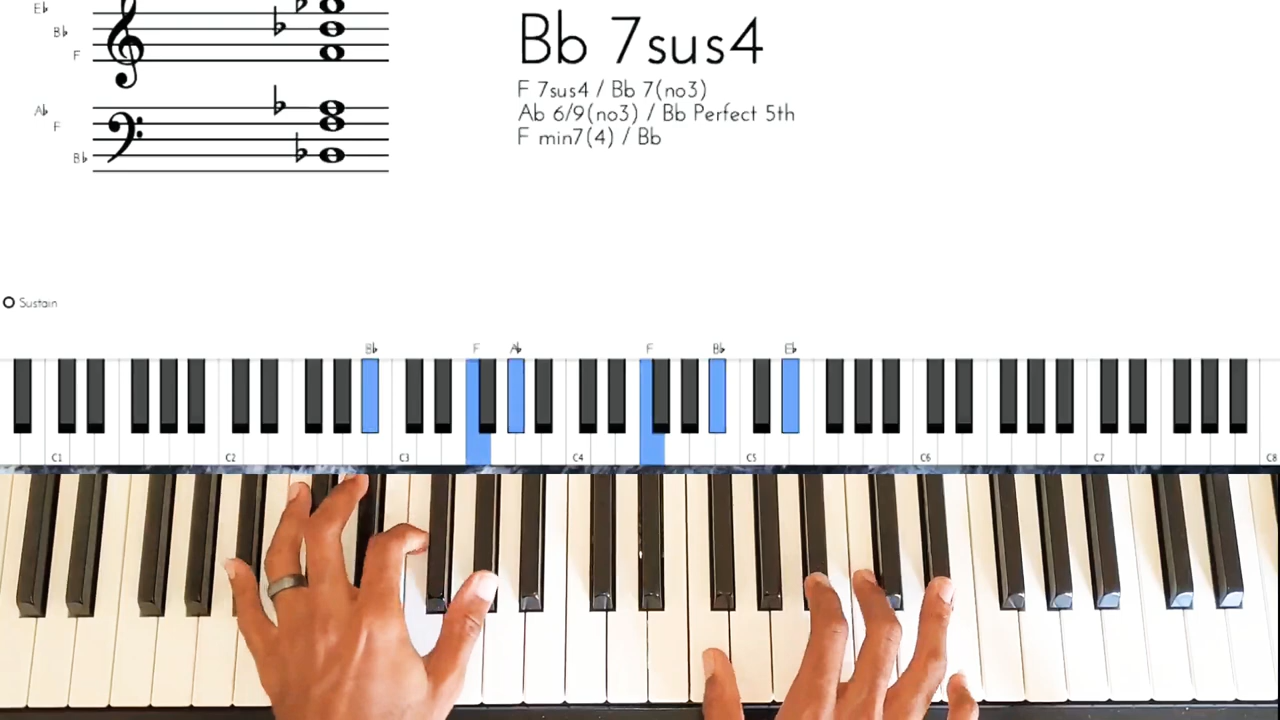 E♭
B♭
F
A♭
F
B♭
Bb 7sus4
F 7sus4 / Bb 7(no3)
Ab 6/9(no3) / Bb Perfect 5th
F min7(4) / Bb
Sustain
B♭ F A♭ F B♭ E♭
C1 C2 C3 C4 C5 C6 C7 C8